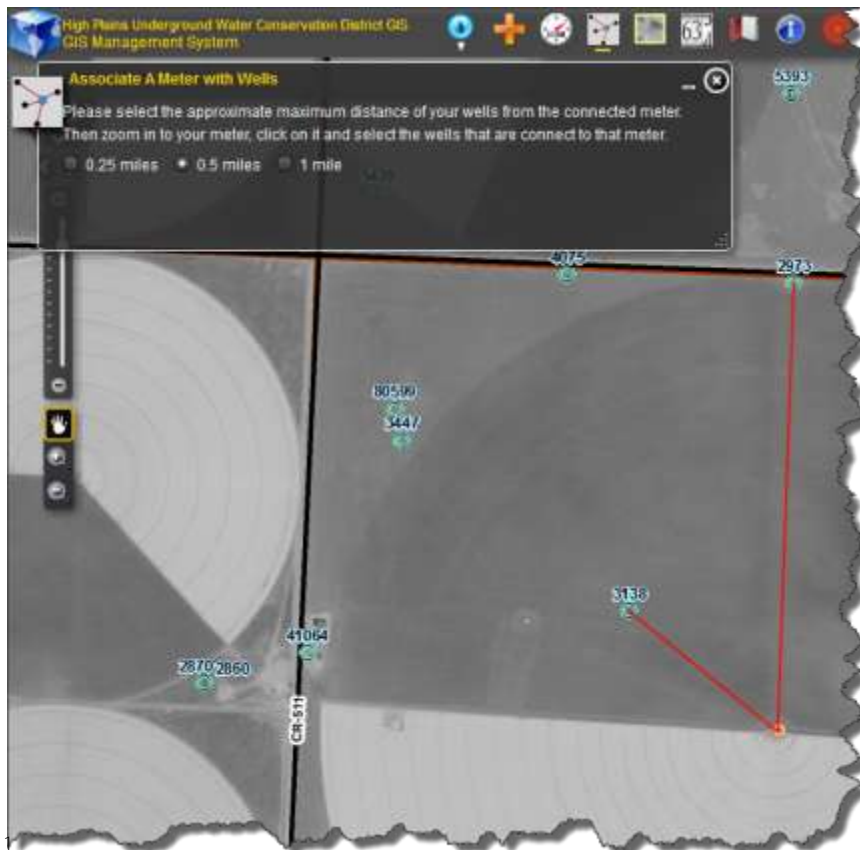 High Plains Underground Water Conservation District GIS
GIS Management System
63°
Associate A Meter with Wells
Please select the approximate maximum distance of your wells from the connected meter.
Then zoom in to your meter, click on it and select the wells that are connect to that meter.
0.25 miles 0.5 miles 1 mile
5393
4075
2973
80599
3447
3138
41064
2870 2860
CR-511